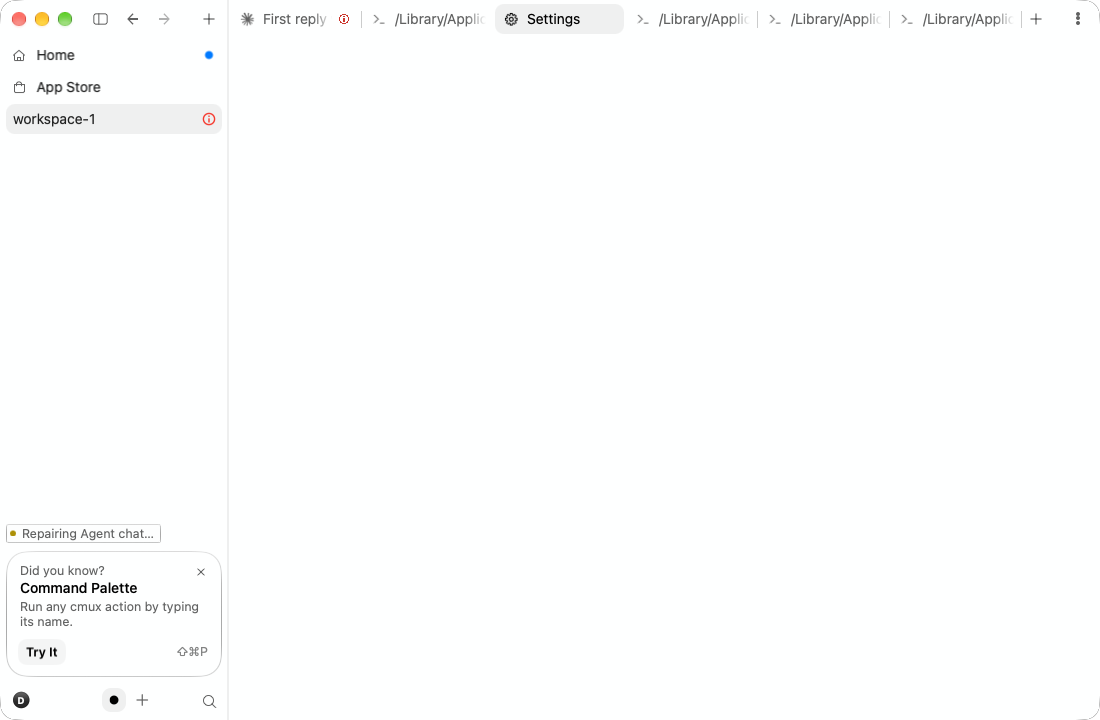 First reply
/Library/Applic
Settings
/Library/Applic
/Library/Applic
/Library/Applic
Home
App Store
workspace-1
Repairing Agent chat...
Did you know?
Command Palette
Run any cmux action by typing
its name.
Try It
⇧⌘P
D